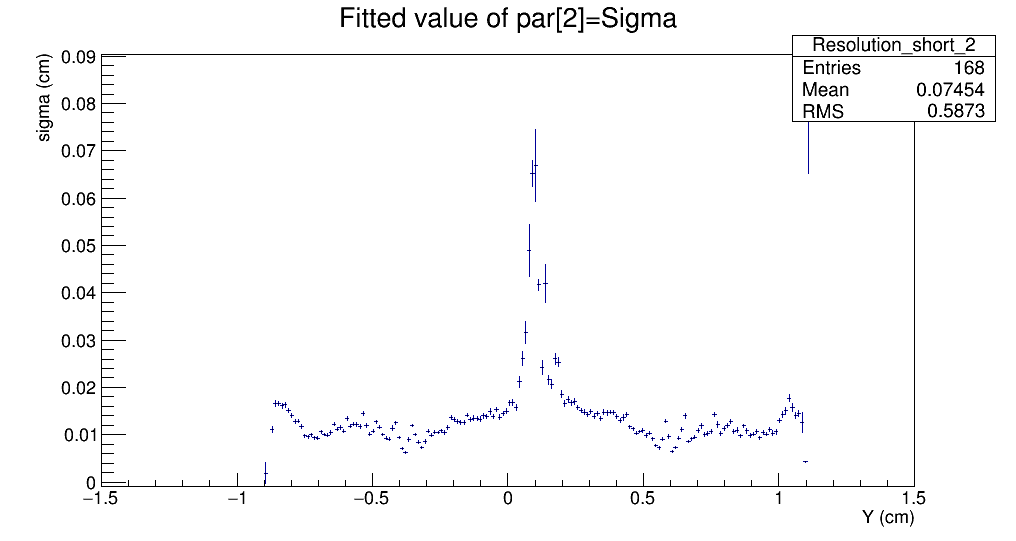 Fitted value of par[2]=Sigma
Resolution_short_2
Entries 168
Mean 0.07454
RMS 0.5873
sigma (cm)
0.09
0.08
0.07
0.06
0.05
0.04
0.03
0.02
0.01
0
−1.5 −1 −0.5 0 0.5 1 1.5
Y (cm)